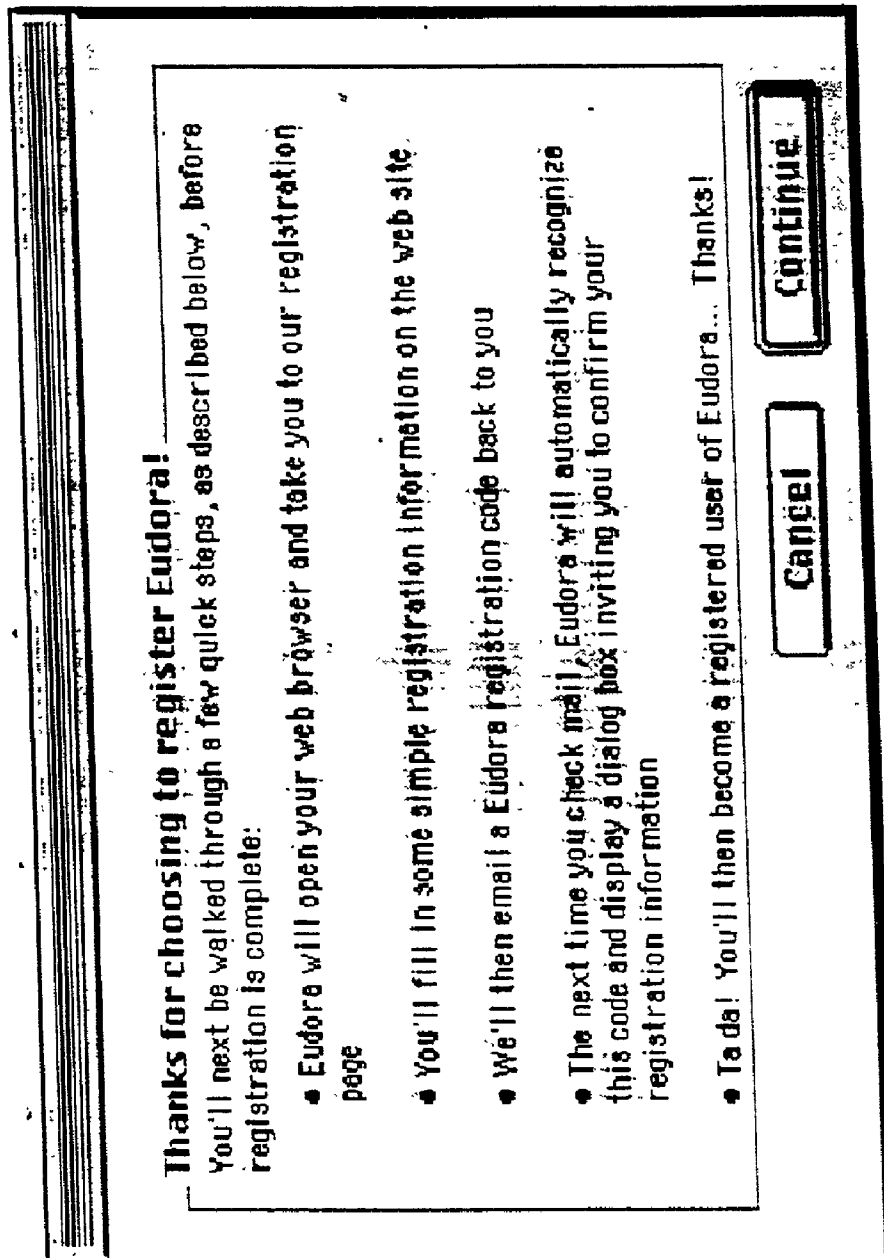 Thanks for choosing to register Eudora!
You'll next be walked through a few quick steps, as described below, before
registration is complete:
• Eudora will open your web browser and take you to our registration
page
• You'll fill in some simple registration information on the web site
• We'll then email a Eudora registration code back to you
• The next time you check mail, Eudora will automatically recognize
this code and display a dialog box inviting you to confirm your
registration information
• Ta da! You'll then become a registered user of Eudora... Thanks!
Cancel
Continue